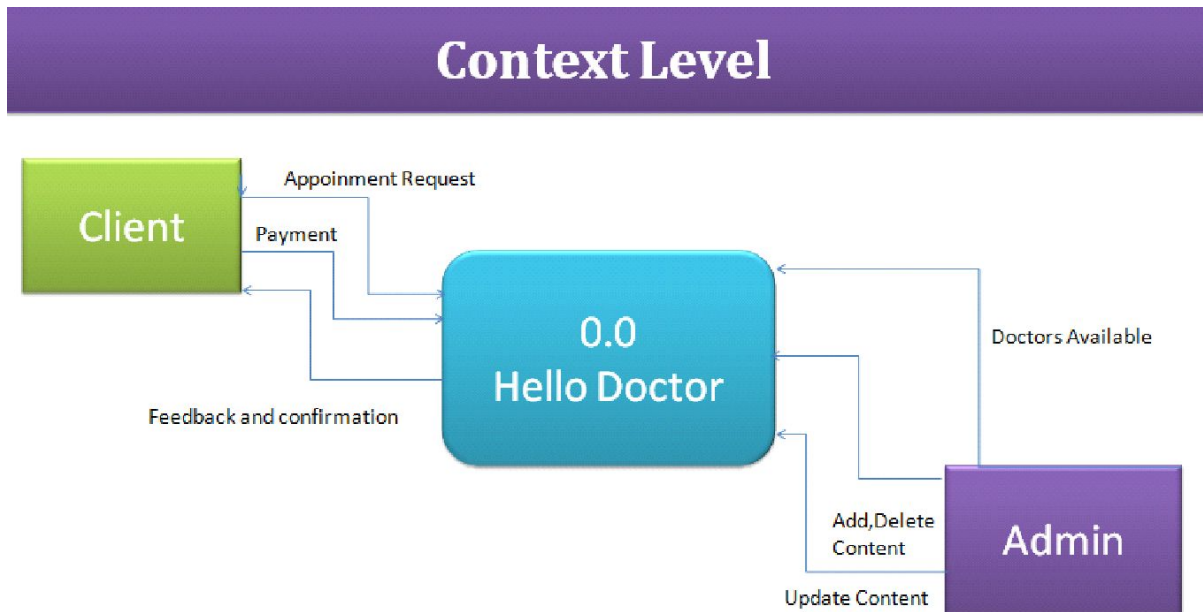 Context Level
Appoinment Request
Client
Payment
0.0
Hello Doctor
Doctors Available
Feedback and confirmation
Add,Delete
Content
Admin
Update Content